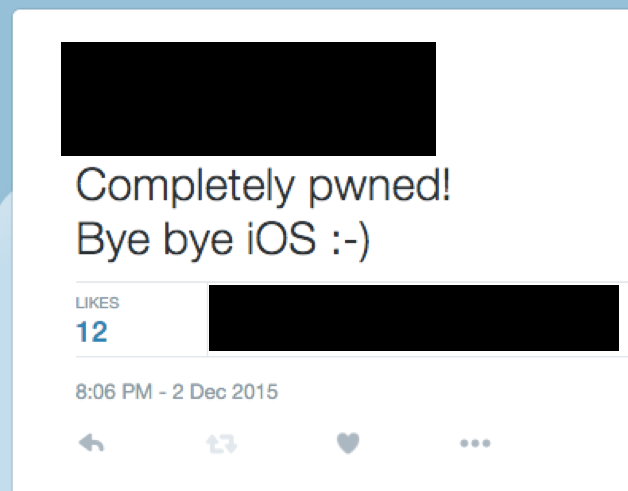 Completely pwned!
Bye bye iOS :-)
LIKES
12
8:06 PM - 2 Dec 2015